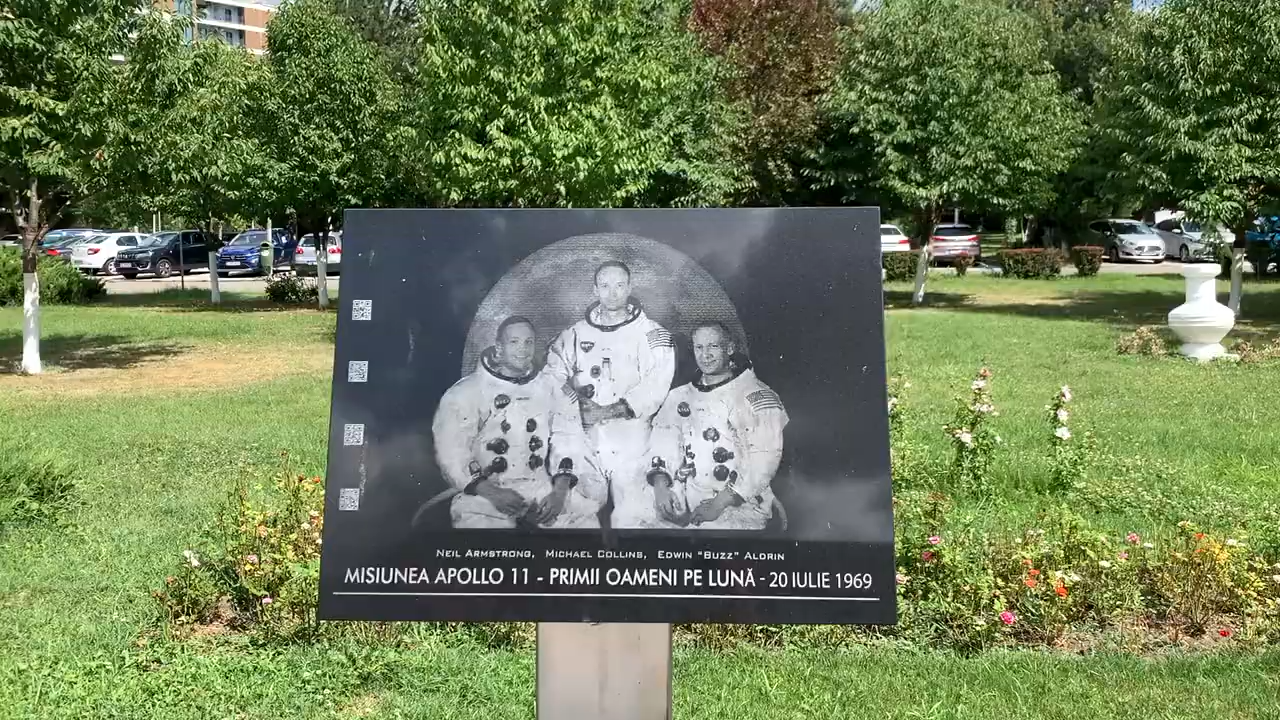 NEIL ARMSTRONG, MICHAEL COLLINS, EDWIN "BUZZ" ALDRIN
MISIUNEA APOLLO 11 - PRIMII OAMENI PE LUNĂ - 20 IULIE 1969